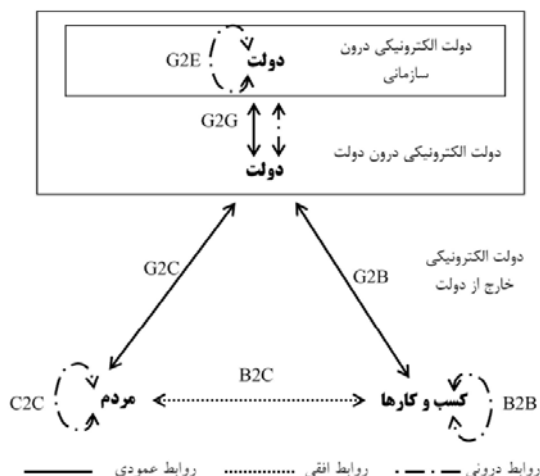 دولت الکترونیکی درون
سازمانی
دولت
G2E
G2G
دولت الکترونیکی درون دولت
دولت
دولت الکترونیکی
خارج از دولت
G2C
G2B
B2C
C2C
مردم
کسب و کارها
B2B
روابط درونی
روابط افقی
روابط عمودی